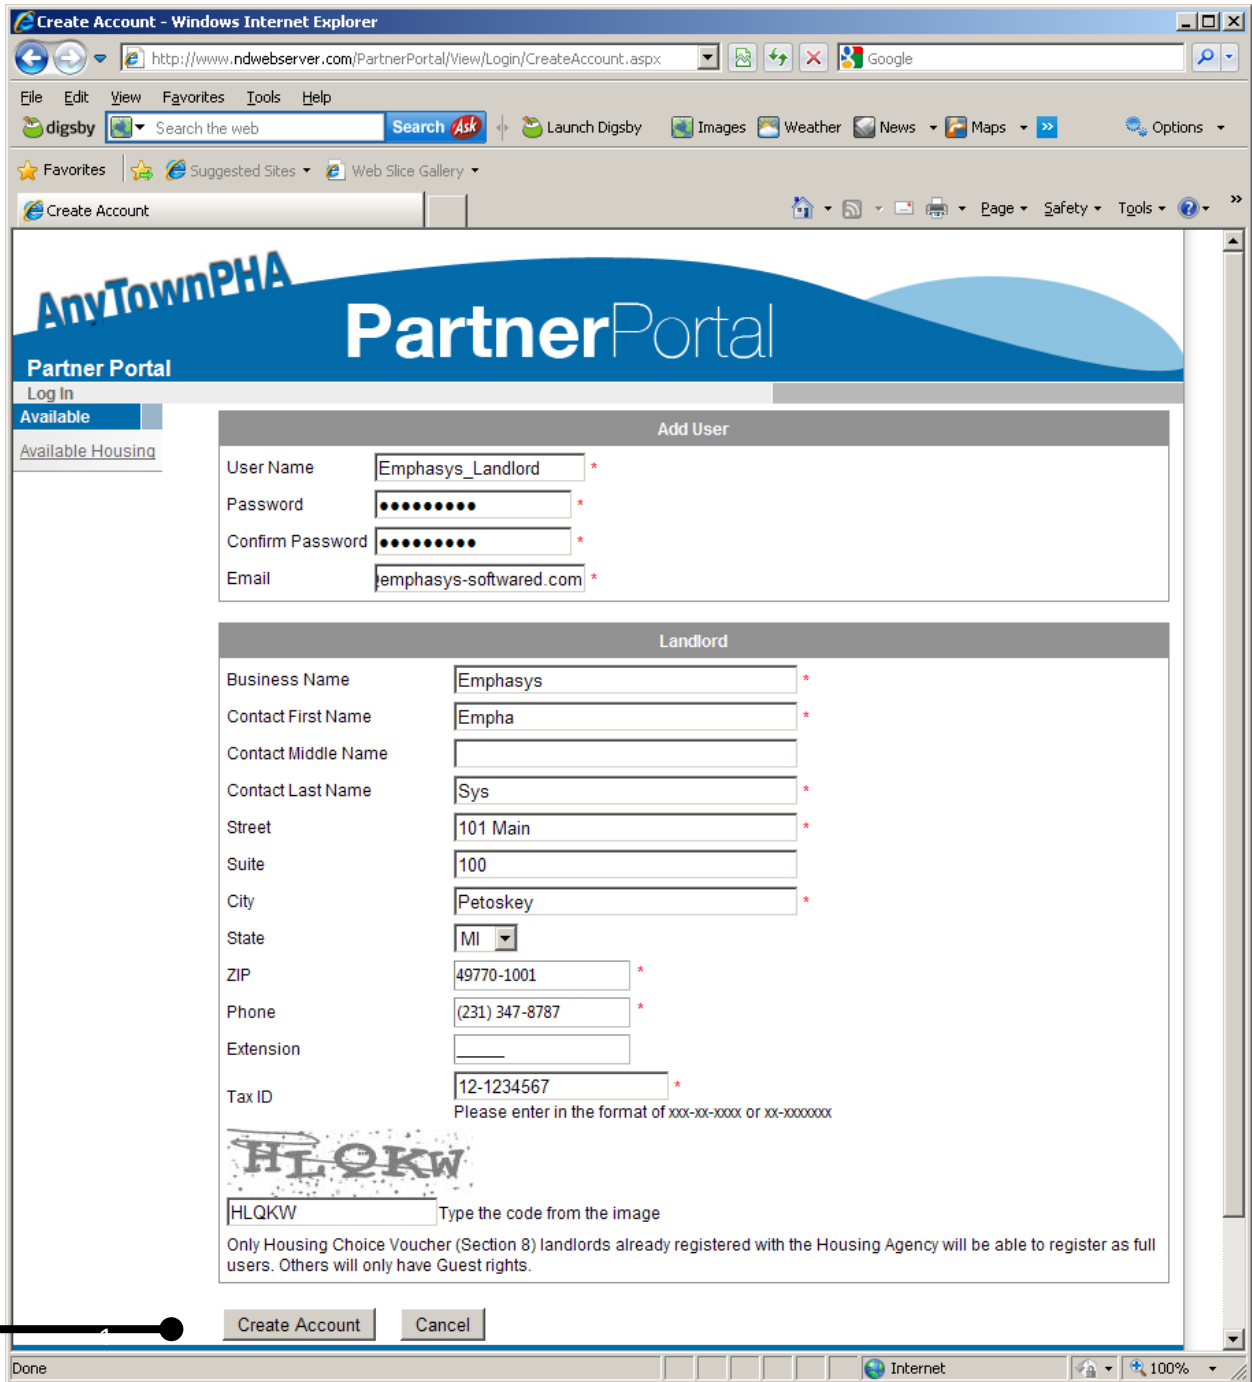 Create Account - Windows Internet Explorer
http://www.ndwebserver.com/PartnerPortal/View/Login/CreateAccount.aspx
Google
File Edit View Favorites Tools Help
digsby Search the web Search Ask Launch Digsby Images Weather News Maps Options
Favorites Suggested Sites Web Slice Gallery
Create Account Page Safety Tools
AnyTownPHA
PartnerPortal
Partner Portal
Log In
Available
Available Housing
Add User
User Name Emphasys_Landlord *
Password ●●●●●●●●● *
Confirm Password ●●●●●●●●● *
Email emphasys-softwared.com *
Landlord
Business Name Emphasys *
Contact First Name Empha *
Contact Middle Name
Contact Last Name Sys *
Street 101 Main *
Suite 100
City Petoskey *
State MI
ZIP 49770-1001 *
Phone (231) 347-8787 *
Extension _____
Tax ID 12-1234567 *
Please enter in the format of xxx-xx-xxxx or xx-xxxxxxx
HLQKW
HLQKW Type the code from the image
Only Housing Choice Voucher (Section 8) landlords already registered with the Housing Agency will be able to register as full
users. Others will only have Guest rights.
Create Account Cancel
Done Internet 100%